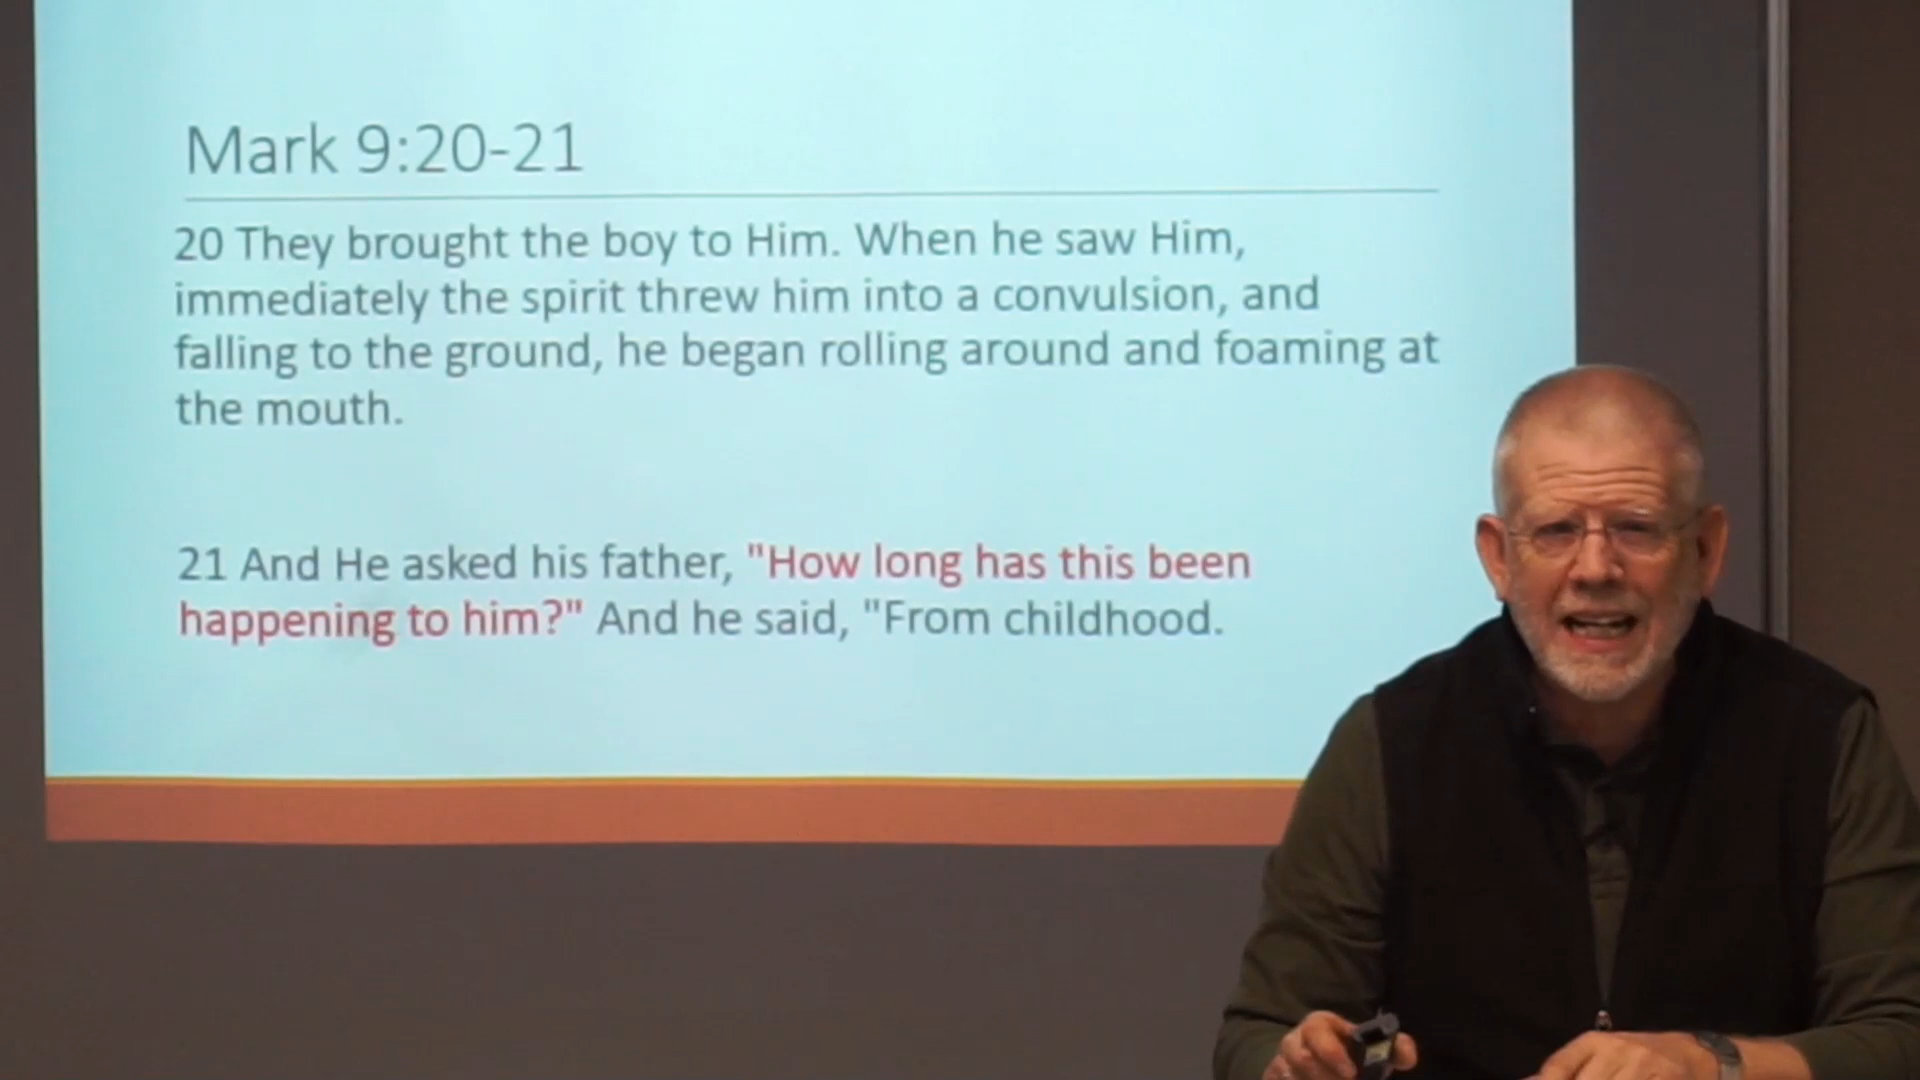 Mark 9:20-21
20 They brought the boy to Him. When he saw Him,
immediately the spirit threw him into a convulsion, and
falling to the ground, he began rolling around and foaming at
the mouth.
21 And He asked his father, "How long has this been
happening to him?" And he said, "From childhood.